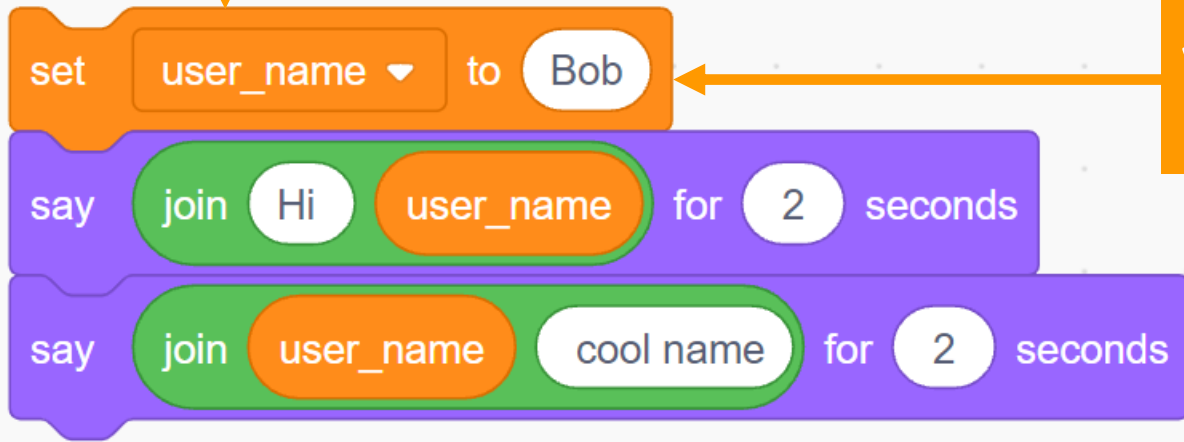 set user_name to Bob
say join Hi user_name for 2 seconds
say join user_name cool name for 2 seconds